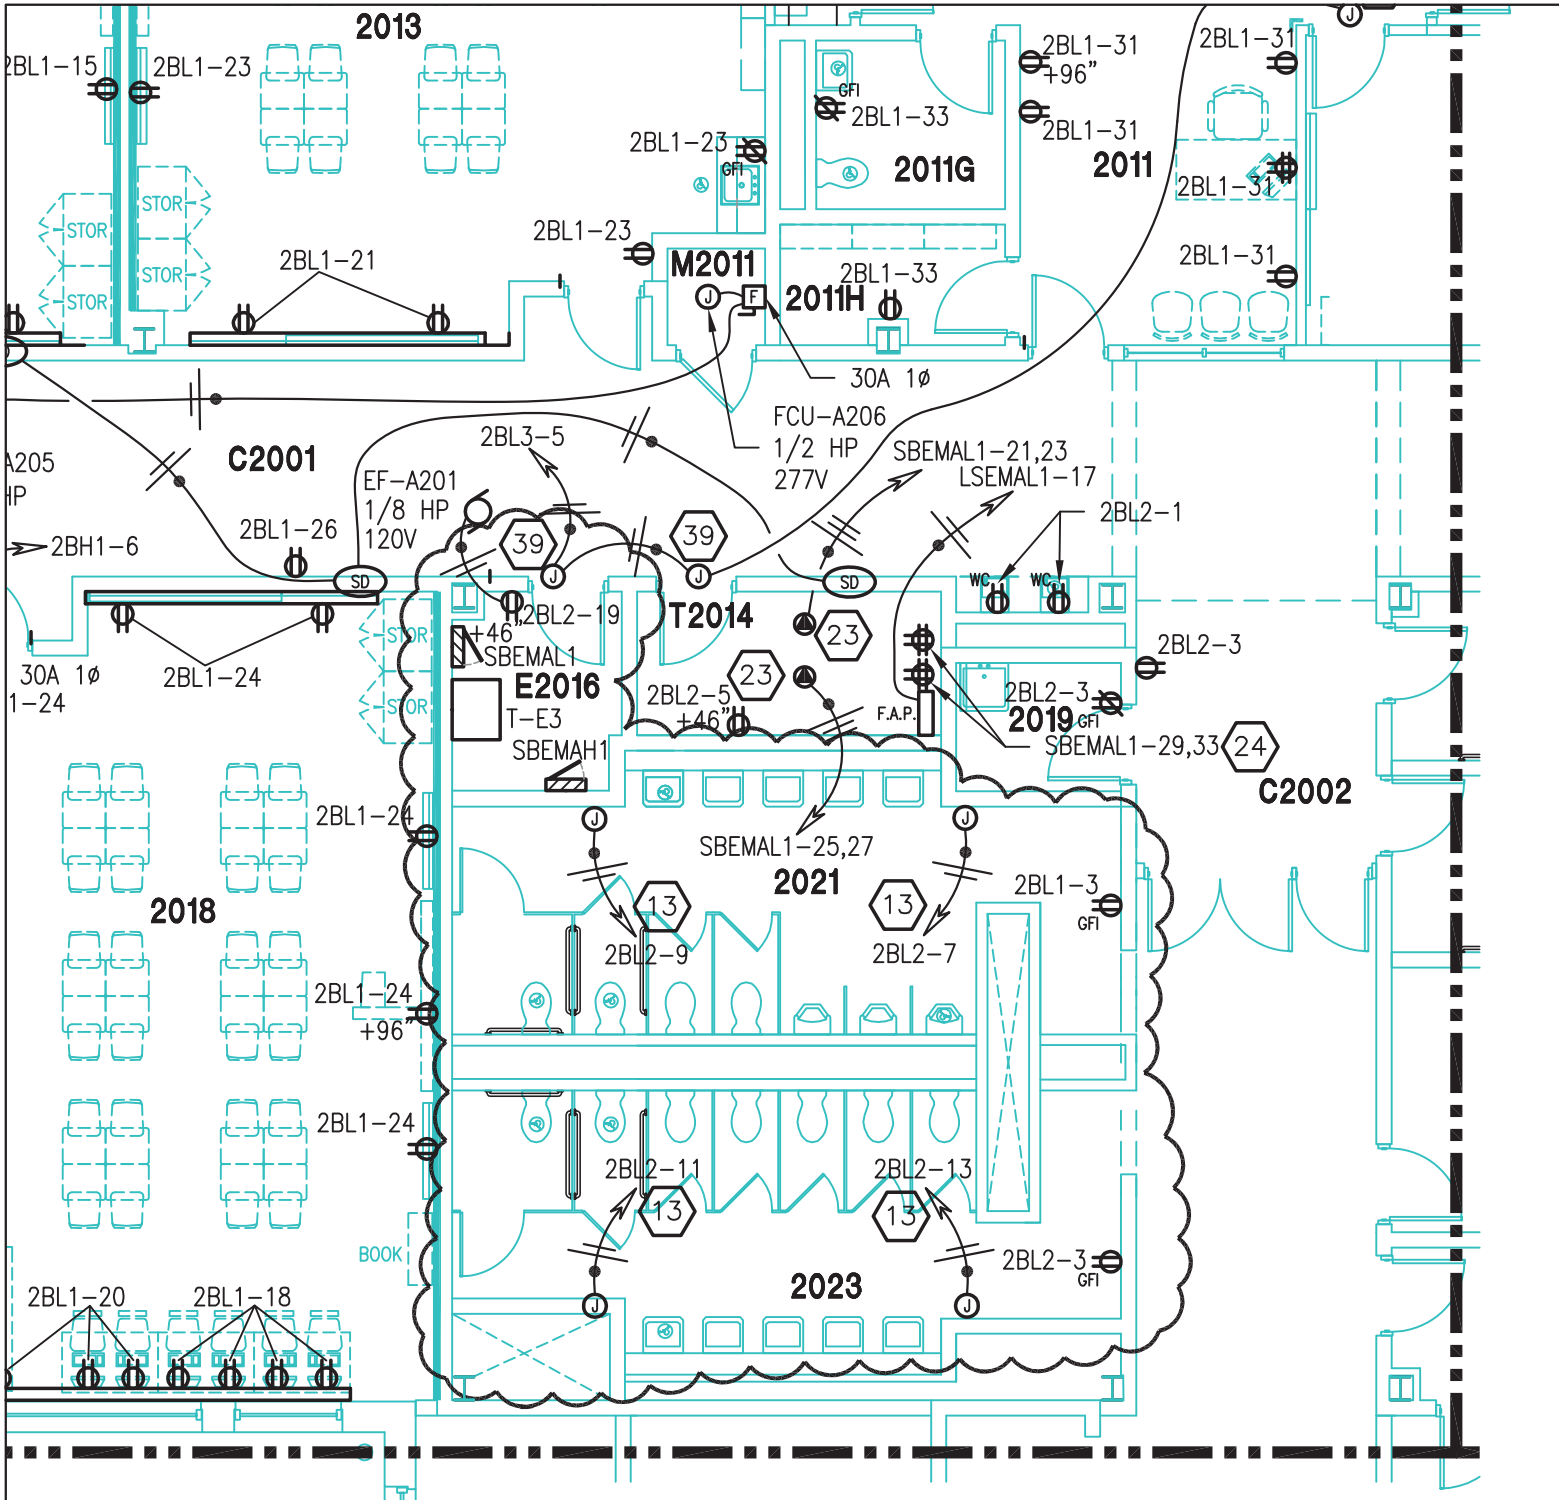 2013
J
2BL1-15
2BL1-23
2BL1-31
+96"
2BL1-31
GFI
2BL1-33
2BL1-31
2BL1-23
GFI
2011G
2011
2BL1-31
STOR
STOR
STOR
STOR
2BL1-23
2BL1-21
M2011
2BL1-33
2BL1-31
J
F
2011H
30A 1ø
FCU-A206
1/2 HP
277V
C2001
2BL3-5
SBEMAL1-21,23
LSEMAL1-17
A205
HP
EF-A201
1/8 HP
120V
2BL2-1
2BH1-6
2BL1-26
39
39
SD
J
J
SD
WC
WC
2BL2-19
T2014
+46"
SBEMAL1
STOR
23
23
2BL2-3
30A 1ø
1-24
2BL1-24
E2016
2BL2-5
+46"
STOR
T-E3
F.A.P.
2BL2-3
GFI
2019
SBEMAL1-29,33
24
SBEMAH1
C2002
2BL1-24
J
J
SBEMAL1-25,27
2021
2BL1-3
GFI
13
13
2018
2BL2-9
2BL2-7
2BL1-24
+96"
2BL1-24
2BL2-11
2BL2-13
13
13
BOOK
2BL2-3
GFI
2BL1-20
2BL1-18
2023
J
J